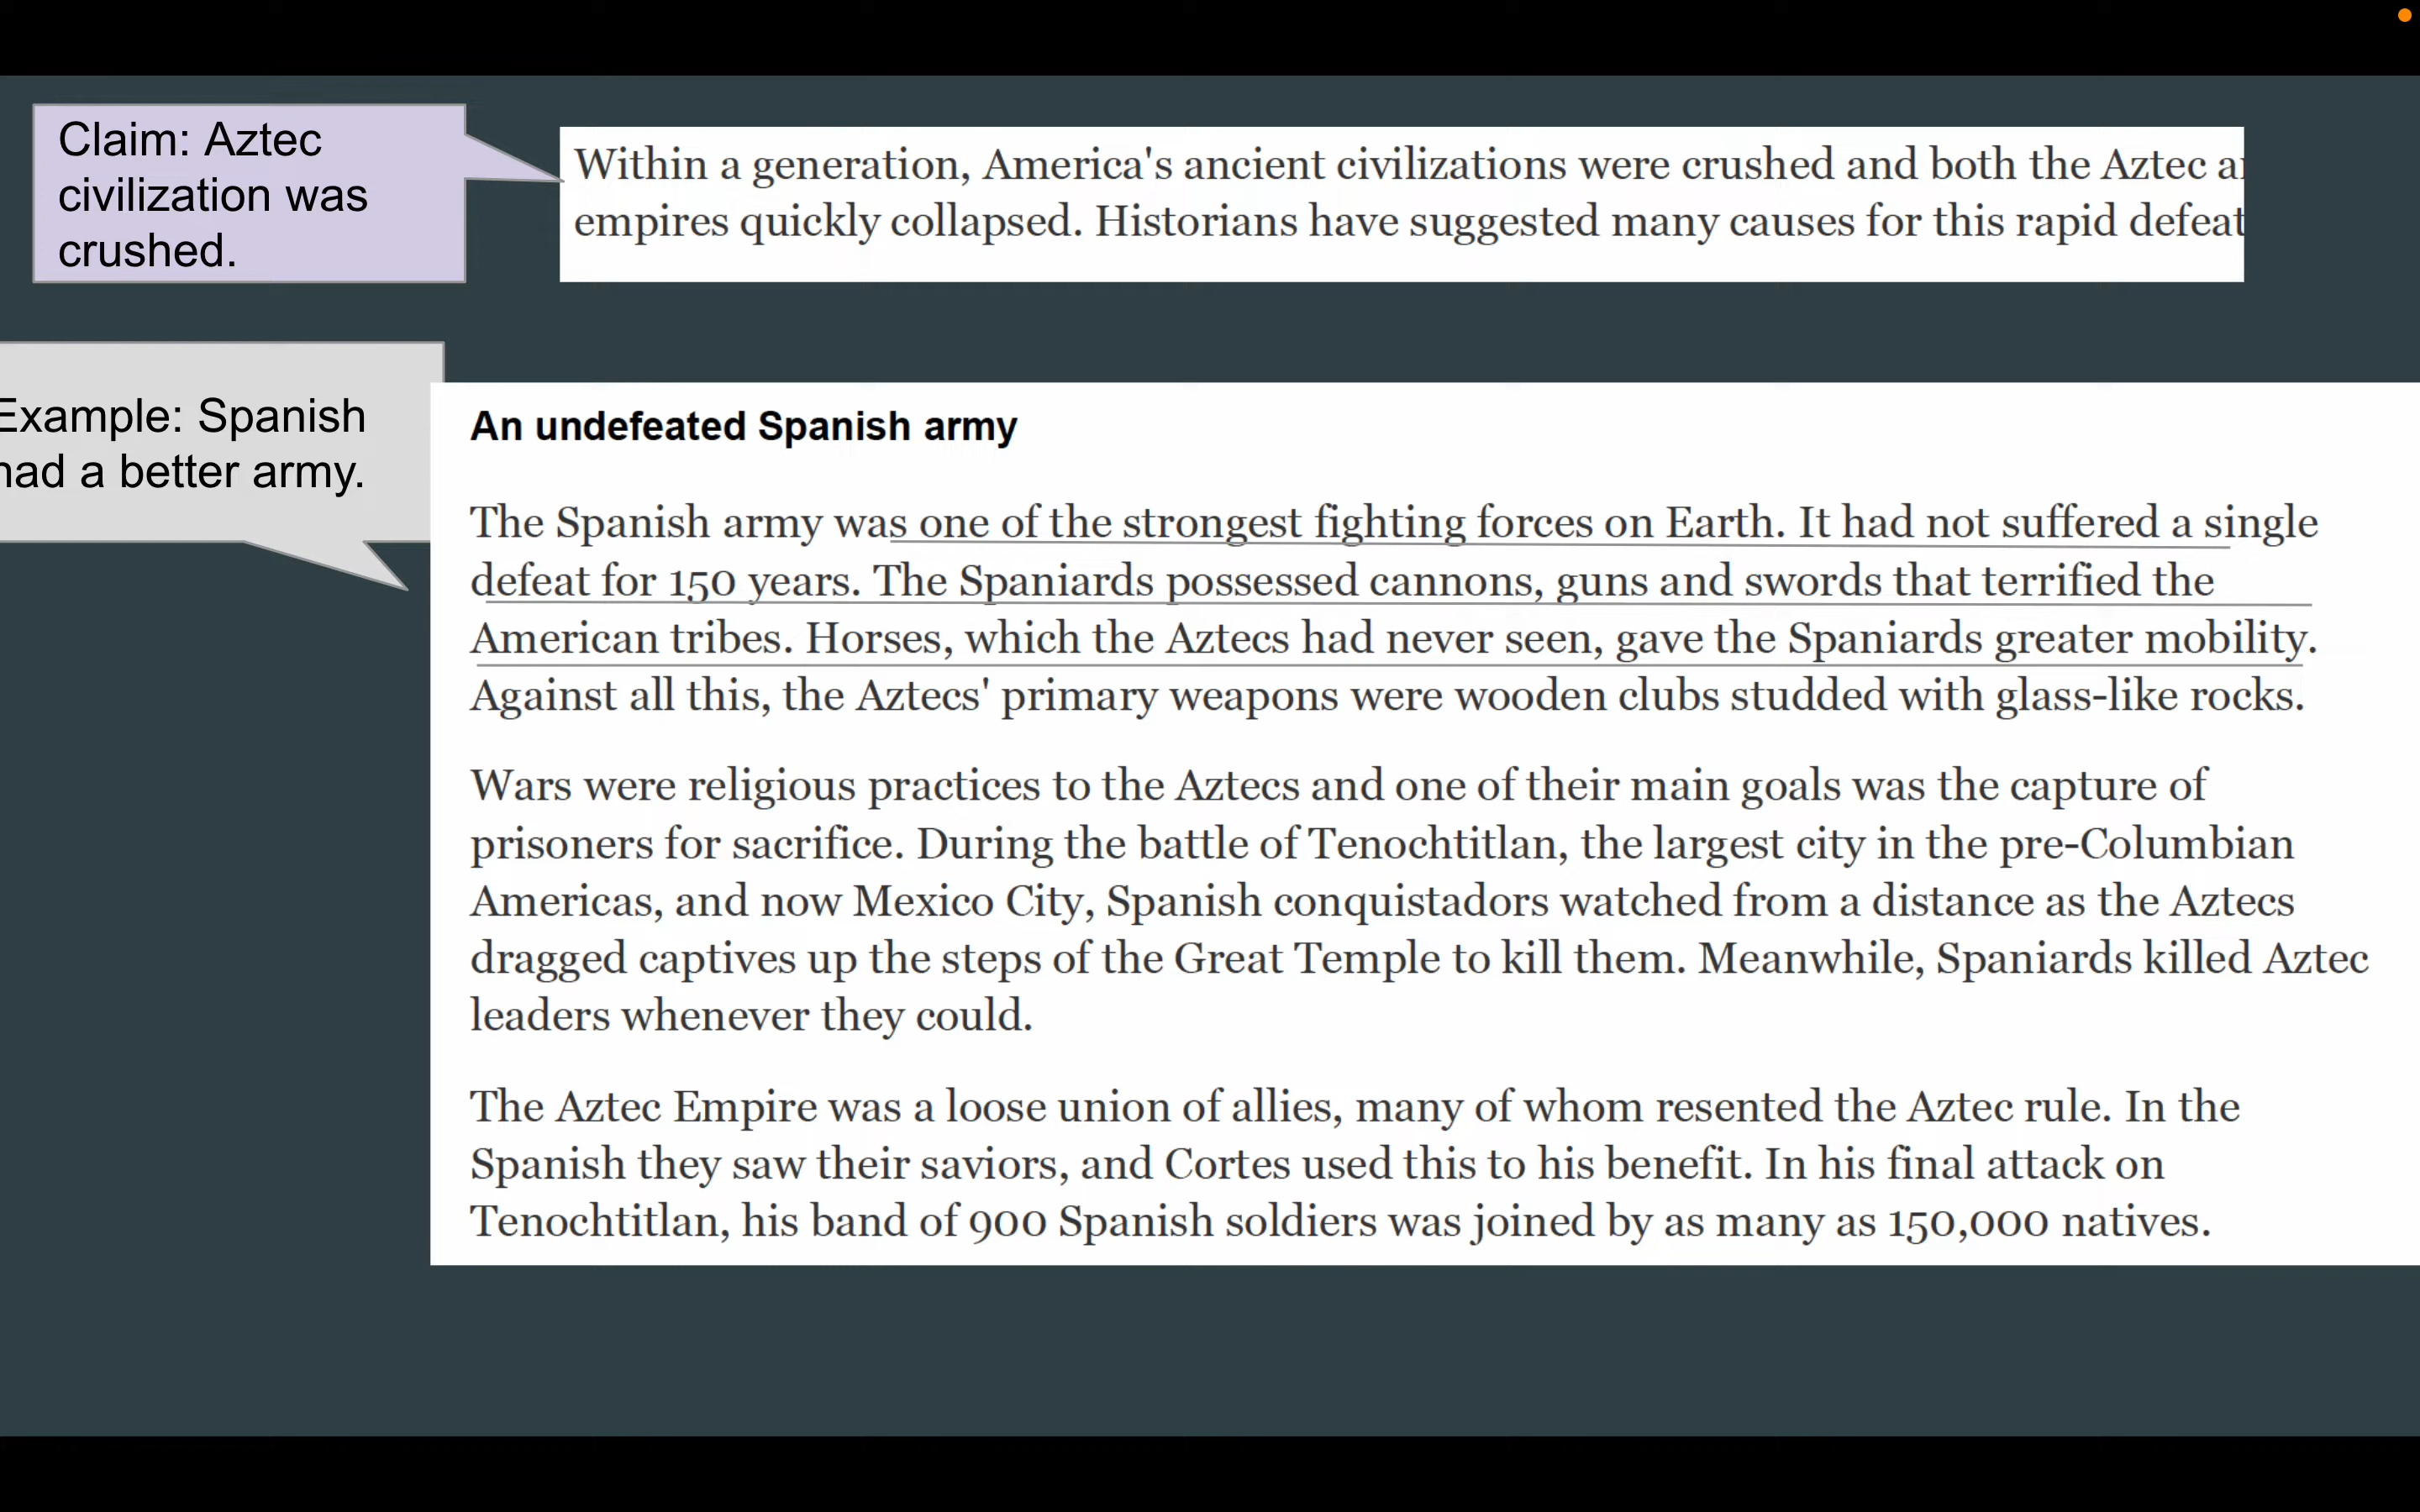 Claim: Aztec
civilization was
crushed.
Within a generation, America's ancient civilizations were crushed and both the Aztec
empires quickly collapsed. Historians have suggested many causes for this rapid defeat
Example: Spanish
had a better army.
An undefeated Spanish army
The Spanish army was one of the strongest fighting forces on Earth. It had not suffered a single
defeat for 150 years. The Spaniards possessed cannons, guns and swords that terrified the
American tribes. Horses, which the Aztecs had never seen, gave the Spaniards greater mobility.
Against all this, the Aztecs' primary weapons were wooden clubs studded with glass-like rocks.
Wars were religious practices to the Aztecs and one of their main goals was the capture of
prisoners for sacrifice. During the battle of Tenochtitlan, the largest city in the pre-Columbian
Americas, and now Mexico City, Spanish conquistadors watched from a distance as the Aztecs
dragged captives up the steps of the Great Temple to kill them. Meanwhile, Spaniards killed Aztec
leaders whenever they could.
The Aztec Empire was a loose union of allies, many of whom resented the Aztec rule. In the
Spanish they saw their saviors, and Cortes used this to his benefit. In his final attack on
Tenochtitlan, his band of 900 Spanish soldiers was joined by as many as 150,000 natives.